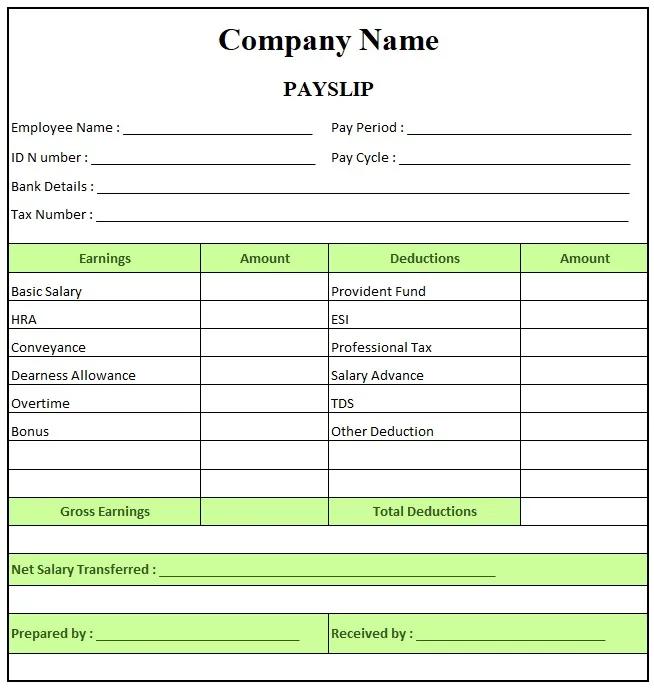 Company Name
PAYSLIP
Employee Name : ____________________ Pay Period : ____________________
ID N umber : ____________________ Pay Cycle : ____________________
Bank Details : ____________________
Tax Number : ____________________
Earnings Amount Deductions Amount
Basic Salary Provident Fund
HRA ESI
Conveyance Professional Tax
Dearness Allowance Salary Advance
Overtime TDS
Bonus Other Deduction
Gross Earnings Total Deductions
Net Salary Transferred : ____________________
Prepared by : ____________________ Received by : ____________________